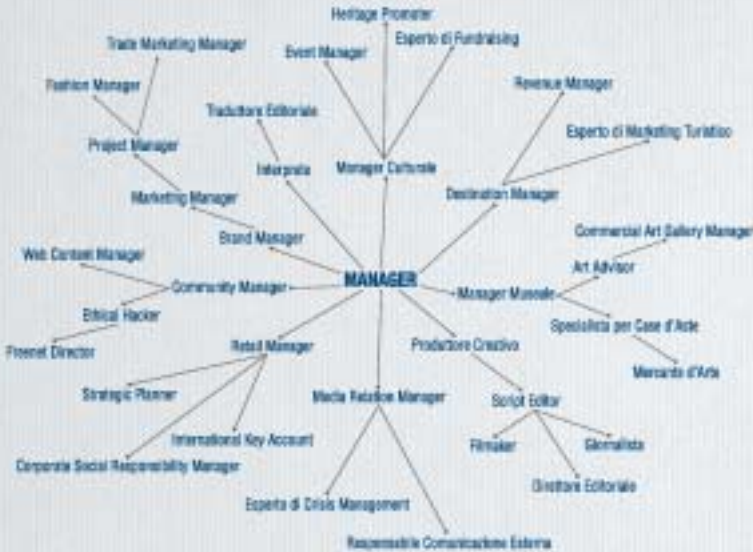 Heritage Promoter
Trade Marketing Manager
Esperto di Fundraising
Event Manager
Fashion Manager
Revenue Manager
Traduttore Editoriale
Esperto di Marketing Turistico
Project Manager
Interprete
Manager Culturale
Marketing Manager
Destination Manager
Commercial Art Gallery Manager
Brand Manager
Web Content Manager
Art Advisor
MANAGER
Community Manager
Manager Museale
Ethical Hacker
Specialista per Case d'Aste
Freenet Director
Retail Manager
Produttore Creativo
Mercante d'Arte
Strategic Planner
Media Relation Manager
Script Editor
International Key Account
Filmaker
Giornalista
Corporate Social Responsibility Manager
Direttore Editoriale
Esperto di Crisis Management
Responsabile Comunicazione Esterna